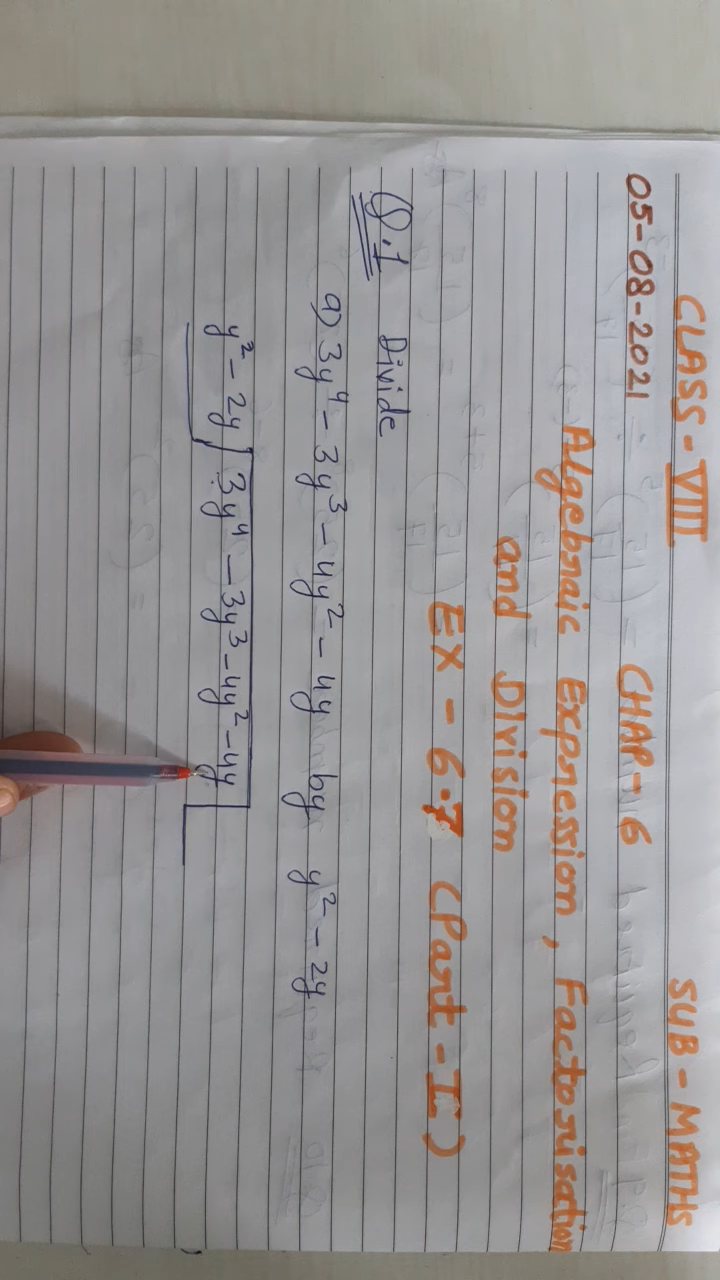 CLASS - VIII SUB - MATHS
05-08-2021 CHAP - 6
Algebraic Expression, Factorisation
and Division
EX - 6.7 (Part - I)
Q.1 Divide
a) 3y⁴ - 3y³ - 4y² - 4y by y² - 2y
y² - 2y ) 3y⁴ - 3y³ - 4y² - 4y